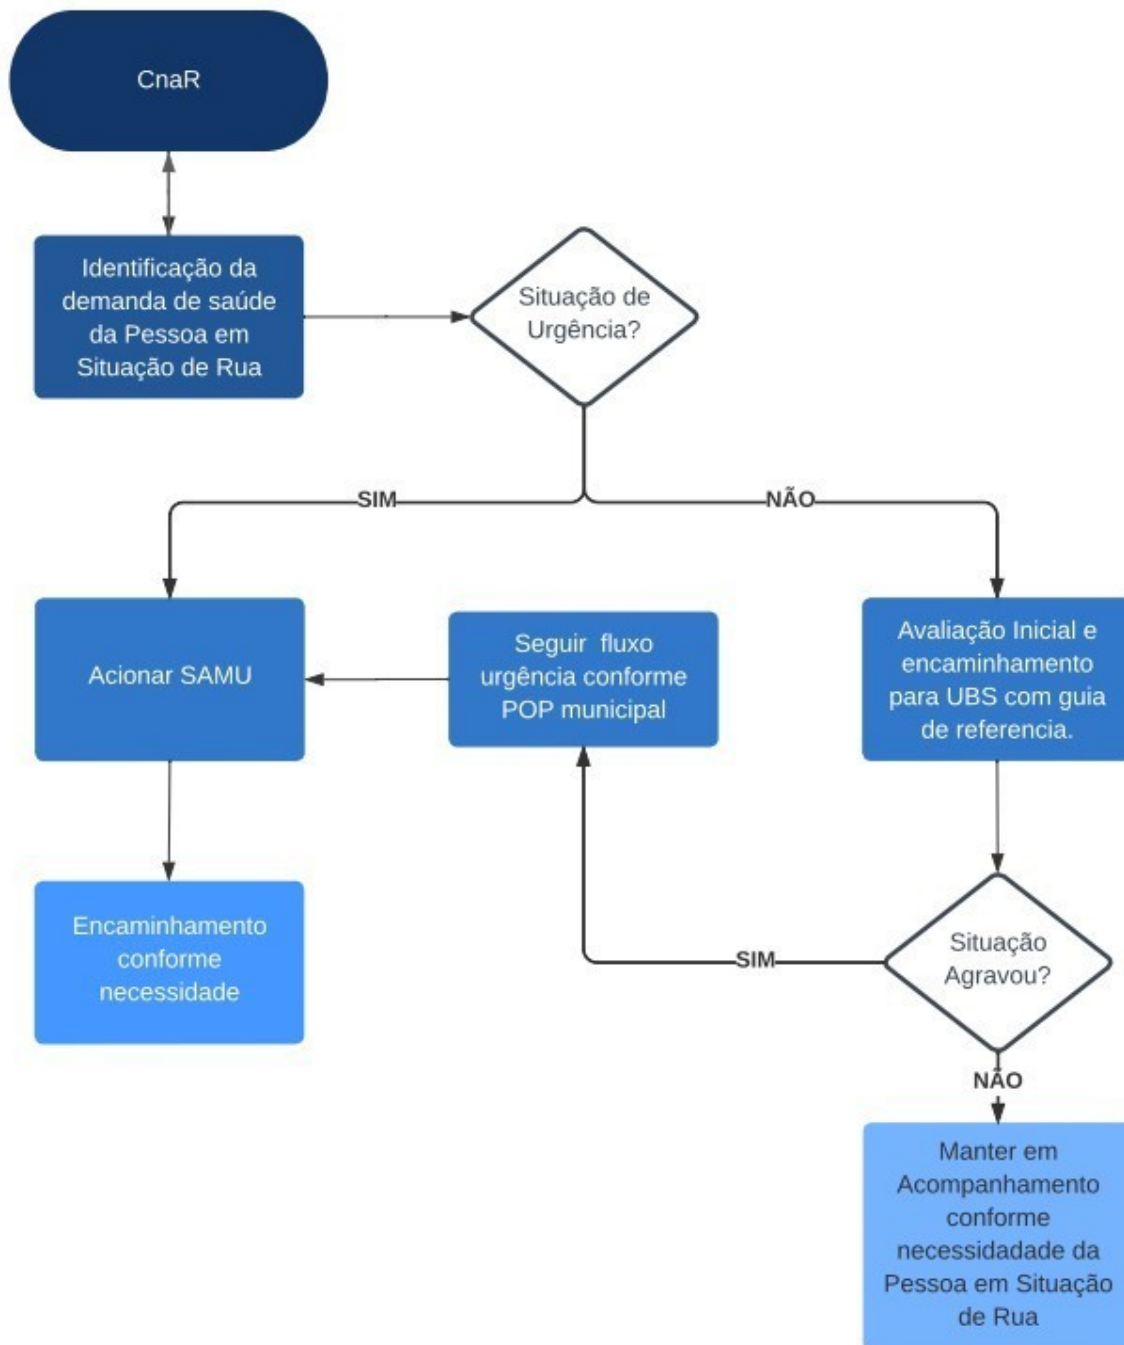 CnaR
Identificação da
demanda de saúde
da Pessoa em
Situação de Rua
Situação de
Urgência?
SIM
NÃO
Acionar SAMU
Seguir fluxo
urgência conforme
POP municipal
Avaliação Inicial e
encaminhamento
para UBS com guia
de referencia.
Encaminhamento
conforme
necessidade
Situação
Agravou?
SIM
NÃO
Manter em
Acompanhamento
conforme
necessidadade da
Pessoa em Situação
de Rua